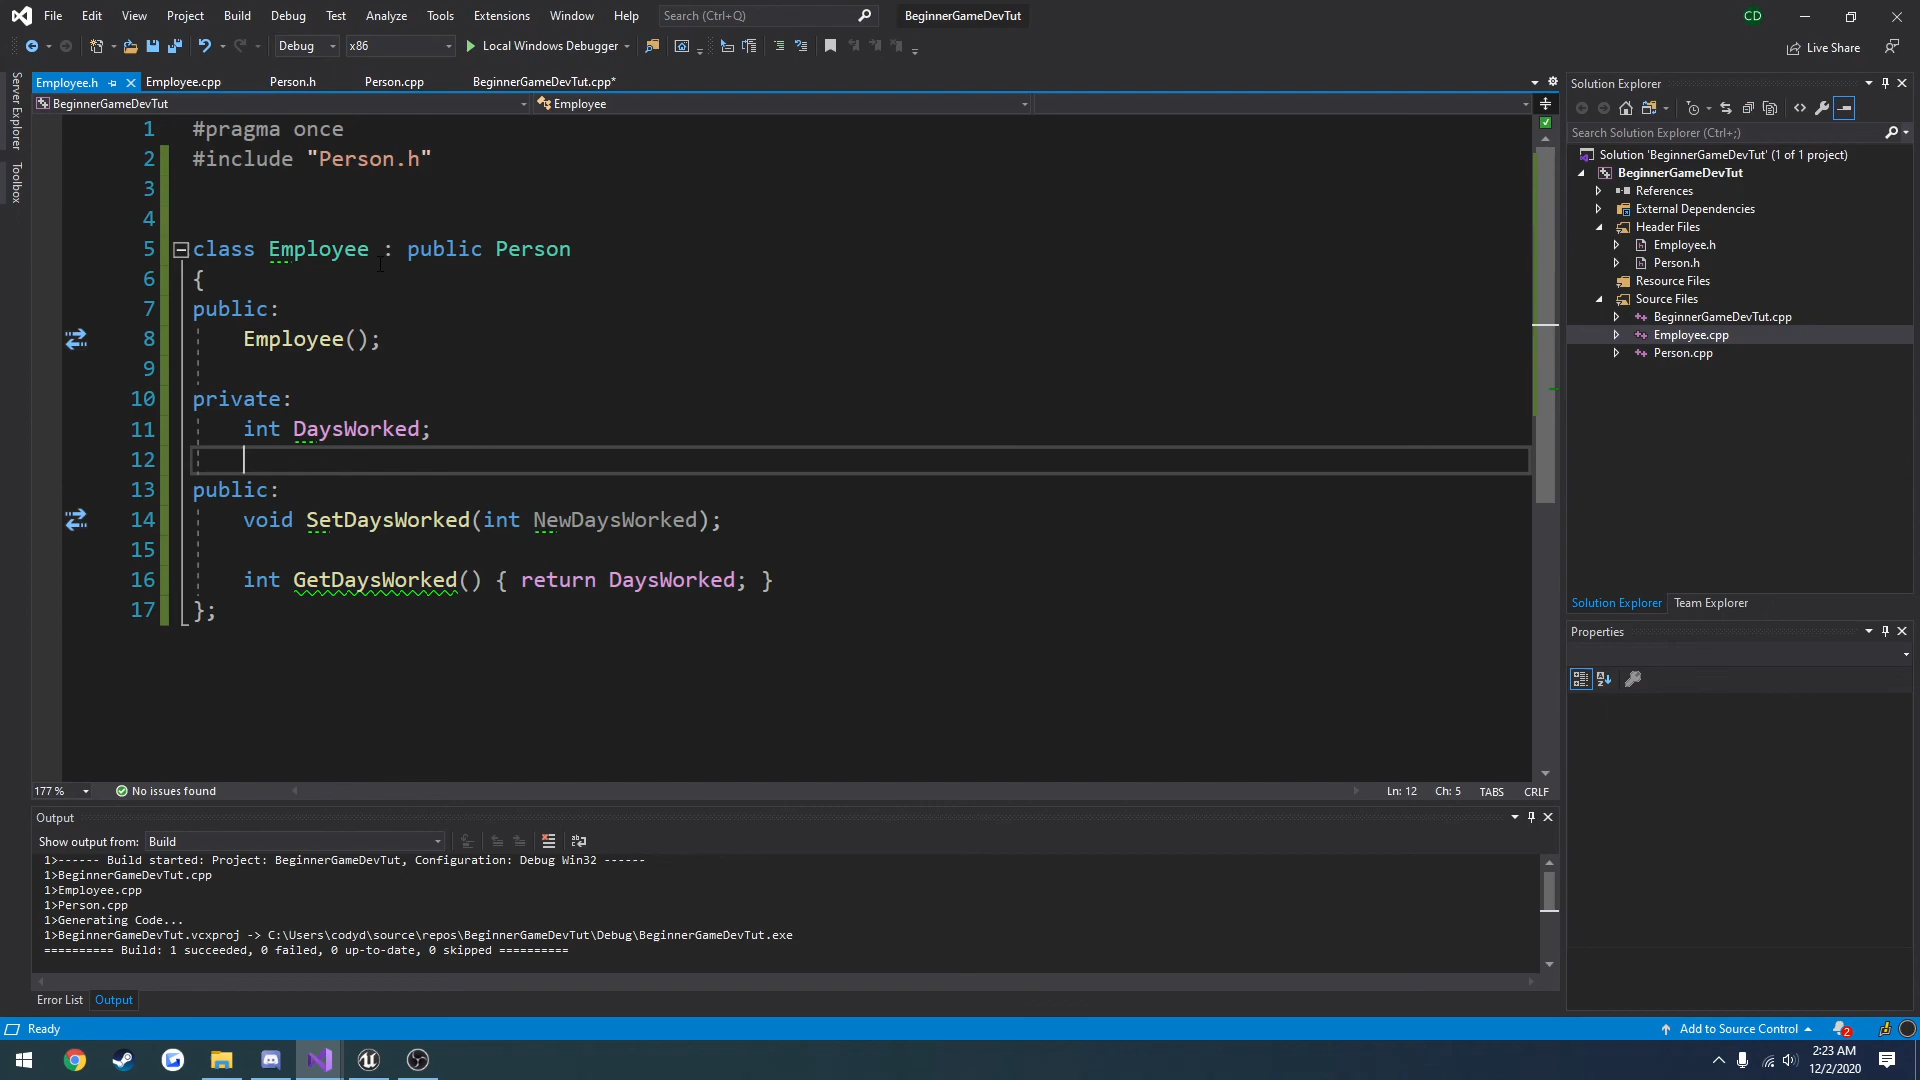 File Edit View Project Build Debug Test Analyze Tools Extensions Window Help Search (Ctrl+Q) BeginnerGameDevTut CD
Debug x86 Local Windows Debugger Live Share
Server Explorer
Toolbox
Employee.h Employee.cpp Person.h Person.cpp BeginnerGameDevTut.cpp*
BeginnerGameDevTut Employee
1 #pragma once
2 #include "Person.h"
3
4
5 class Employee : public Person
6 {
7 public:
8 Employee();
9
10 private:
11 int DaysWorked;
12
13 public:
14 void SetDaysWorked(int NewDaysWorked);
15
16 int GetDaysWorked() { return DaysWorked; }
17 };
177 % No issues found Ln: 12 Ch: 5 TABS CRLF
Output
Show output from: Build
1>------ Build started: Project: BeginnerGameDevTut, Configuration: Debug Win32 ------
1>BeginnerGameDevTut.cpp
1>Employee.cpp
1>Person.cpp
1>Generating Code...
1>BeginnerGameDevTut.vcxproj -> C:\Users\codyd\source\repos\BeginnerGameDevTut\Debug\BeginnerGameDevTut.exe
========== Build: 1 succeeded, 0 failed, 0 up-to-date, 0 skipped ==========
Error List Output
Solution Explorer
Search Solution Explorer (Ctrl+;)
Solution 'BeginnerGameDevTut' (1 of 1 project)
BeginnerGameDevTut
References
External Dependencies
Header Files
Employee.h
Person.h
Resource Files
Source Files
BeginnerGameDevTut.cpp
Employee.cpp
Person.cpp
Solution Explorer Team Explorer
Properties
Ready Add to Source Control 2
2:23 AM
12/2/2020